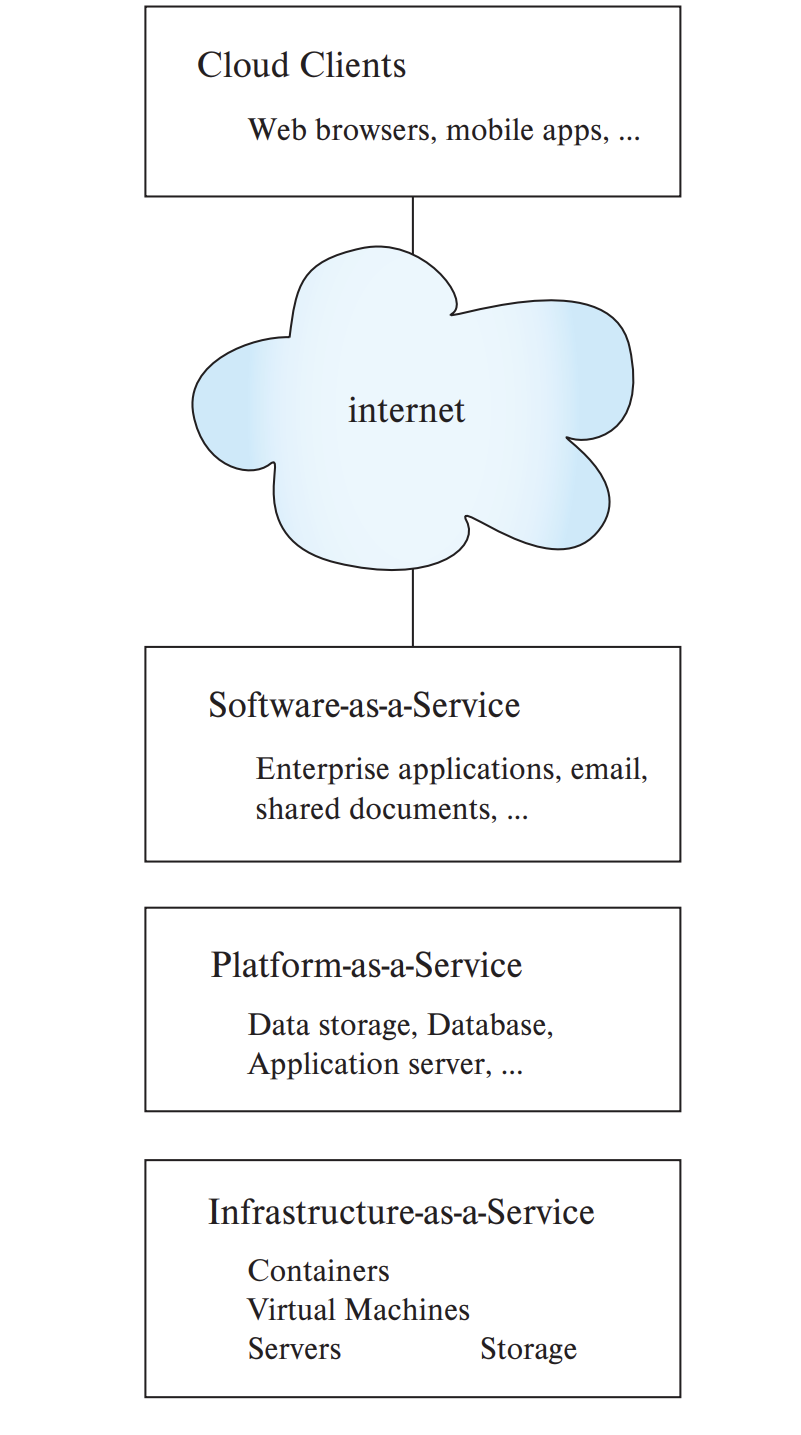 Cloud Clients
Web browsers, mobile apps, ...
internet
Software-as-a-Service
Enterprise applications, email,
shared documents, ...
Platform-as-a-Service
Data storage, Database,
Application server, ...
Infrastructure-as-a-Service
Containers
Virtual Machines
Servers Storage